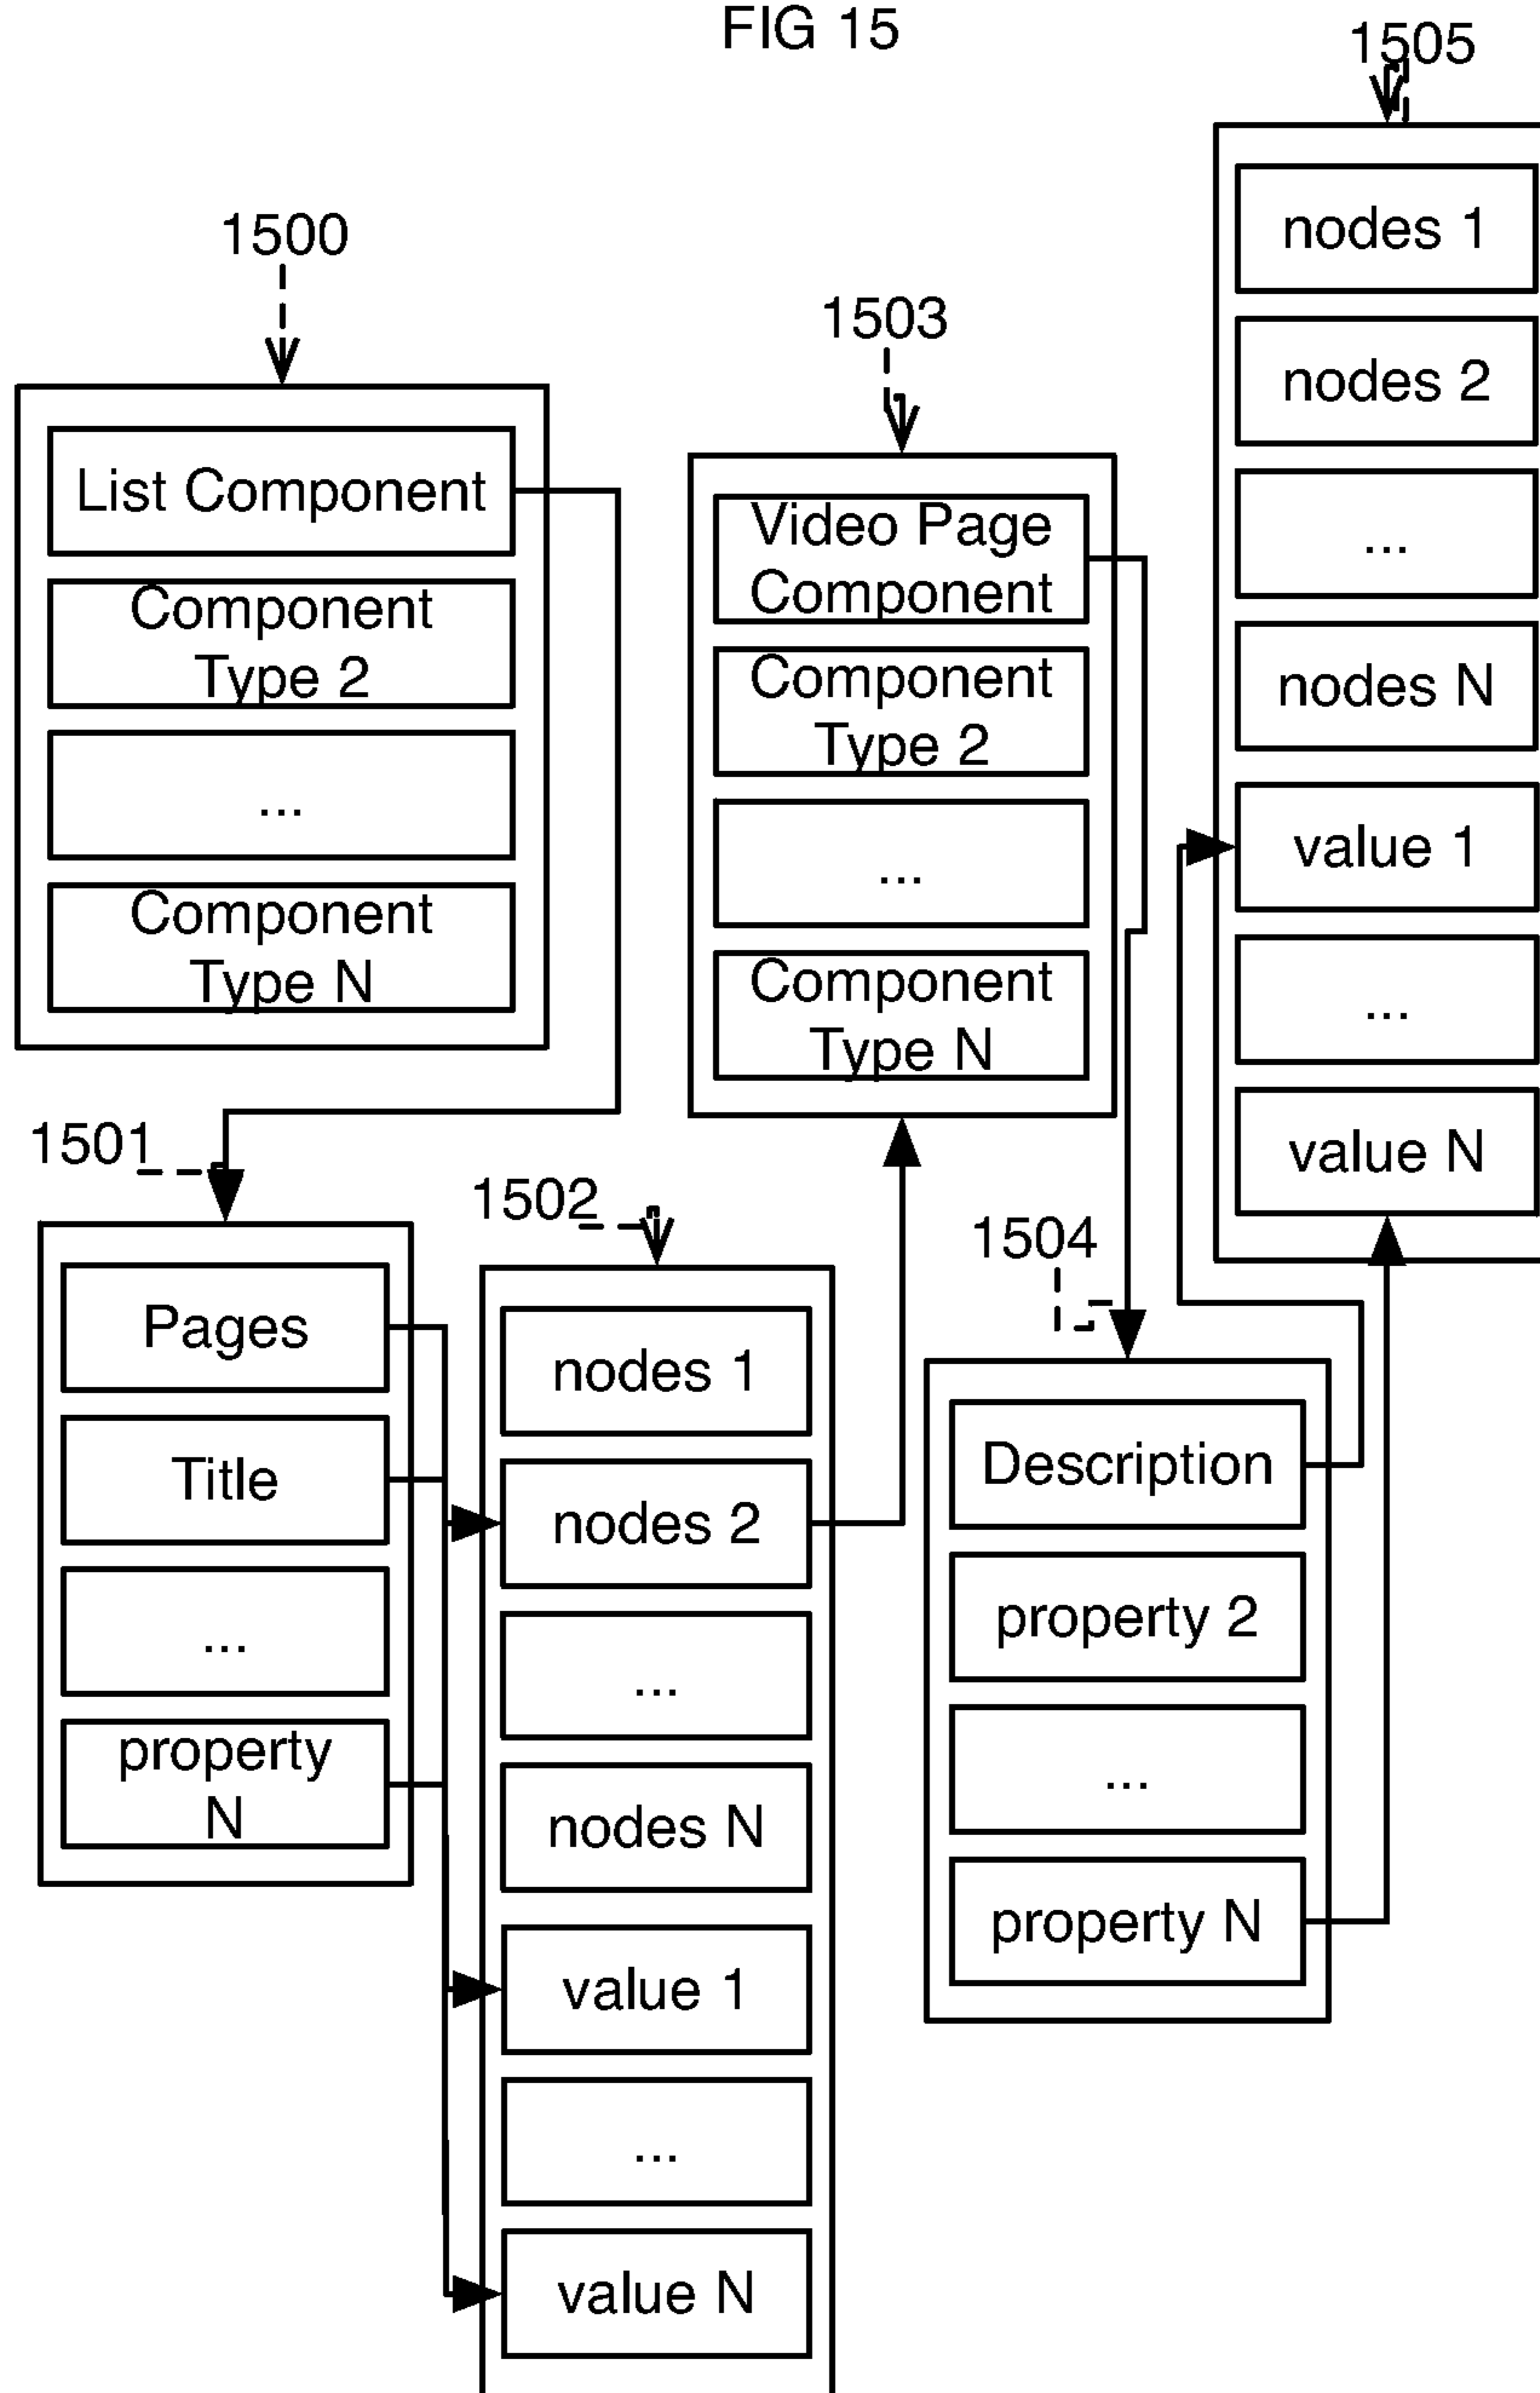 FIG 15
1500
List Component
Component
Type 2
...
Component
Type N
1501
Pages
Title
...
property
N
1502
nodes 1
nodes 2
...
nodes N
value 1
...
value N
1503
Video Page
Component
Component
Type 2
...
Component
Type N
1504
Description
property 2
...
property N
1505
nodes 1
nodes 2
...
nodes N
value 1
...
value N